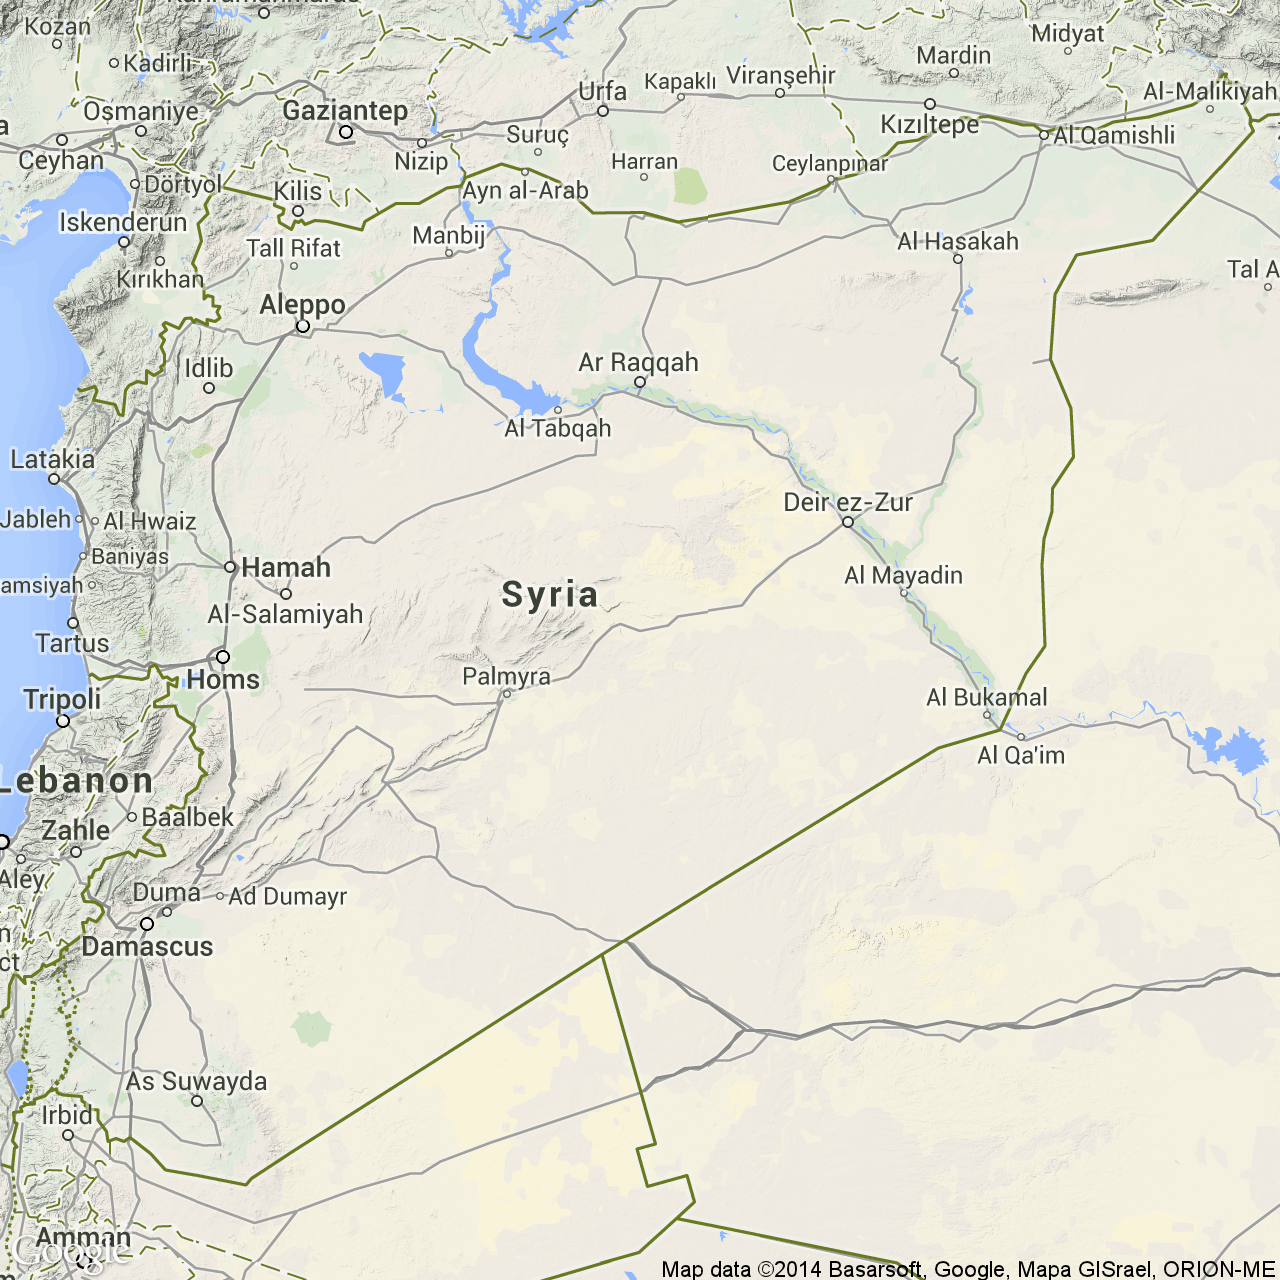 Kozan
Kadirli
Midyat
Mardin
Osmaniye
Gaziantep
Urfa
Kapaklı
Viranşehir
Al-Malikiyah
Ceyhan
Nizip
Suruç
Kızıltepe
Al Qamishli
Dörtyol
Kilis
Harran
Ceylanpınar
Ayn al-Arab
Iskenderun
Tall Rifat
Manbij
Al Hasakah
Kırıkhan
Tal A
Aleppo
Idlib
Ar Raqqah
Al Tabqah
Latakia
Deir ez-Zur
Jableh
Al Hwaiz
Baniyas
Hamah
Al Mayadin
amsiyah
Syria
Al-Salamiyah
Tartus
Homs
Palmyra
Tripoli
Al Bukamal
Al Qa'im
Lebanon
Baalbek
Zahle
Aley
Duma
Ad Dumayr
Damascus
n
ct
As Suwayda
Irbid
Amman
Google
Map data ©2014 Basarsoft, Google, Mapa GISrael, ORION-ME